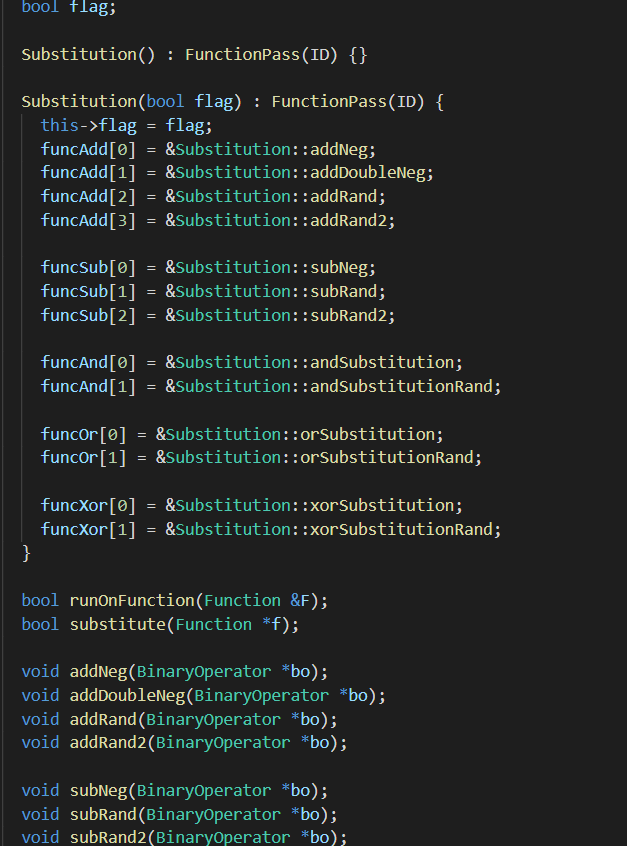 bool flag;
Substitution() : FunctionPass(ID) {}
Substitution(bool flag) : FunctionPass(ID) {
this->flag = flag;
funcAdd[0] = &Substitution::addNeg;
funcAdd[1] = &Substitution::addDoubleNeg;
funcAdd[2] = &Substitution::addRand;
funcAdd[3] = &Substitution::addRand2;
funcSub[0] = &Substitution::subNeg;
funcSub[1] = &Substitution::subRand;
funcSub[2] = &Substitution::subRand2;
funcAnd[0] = &Substitution::andSubstitution;
funcAnd[1] = &Substitution::andSubstitutionRand;
funcOr[0] = &Substitution::orSubstitution;
funcOr[1] = &Substitution::orSubstitutionRand;
funcXor[0] = &Substitution::xorSubstitution;
funcXor[1] = &Substitution::xorSubstitutionRand;
}
bool runOnFunction(Function &F);
bool substitute(Function *f);
void addNeg(BinaryOperator *bo);
void addDoubleNeg(BinaryOperator *bo);
void addRand(BinaryOperator *bo);
void addRand2(BinaryOperator *bo);
void subNeg(BinaryOperator *bo);
void subRand(BinaryOperator *bo);
void subRand2(BinaryOperator *bo);